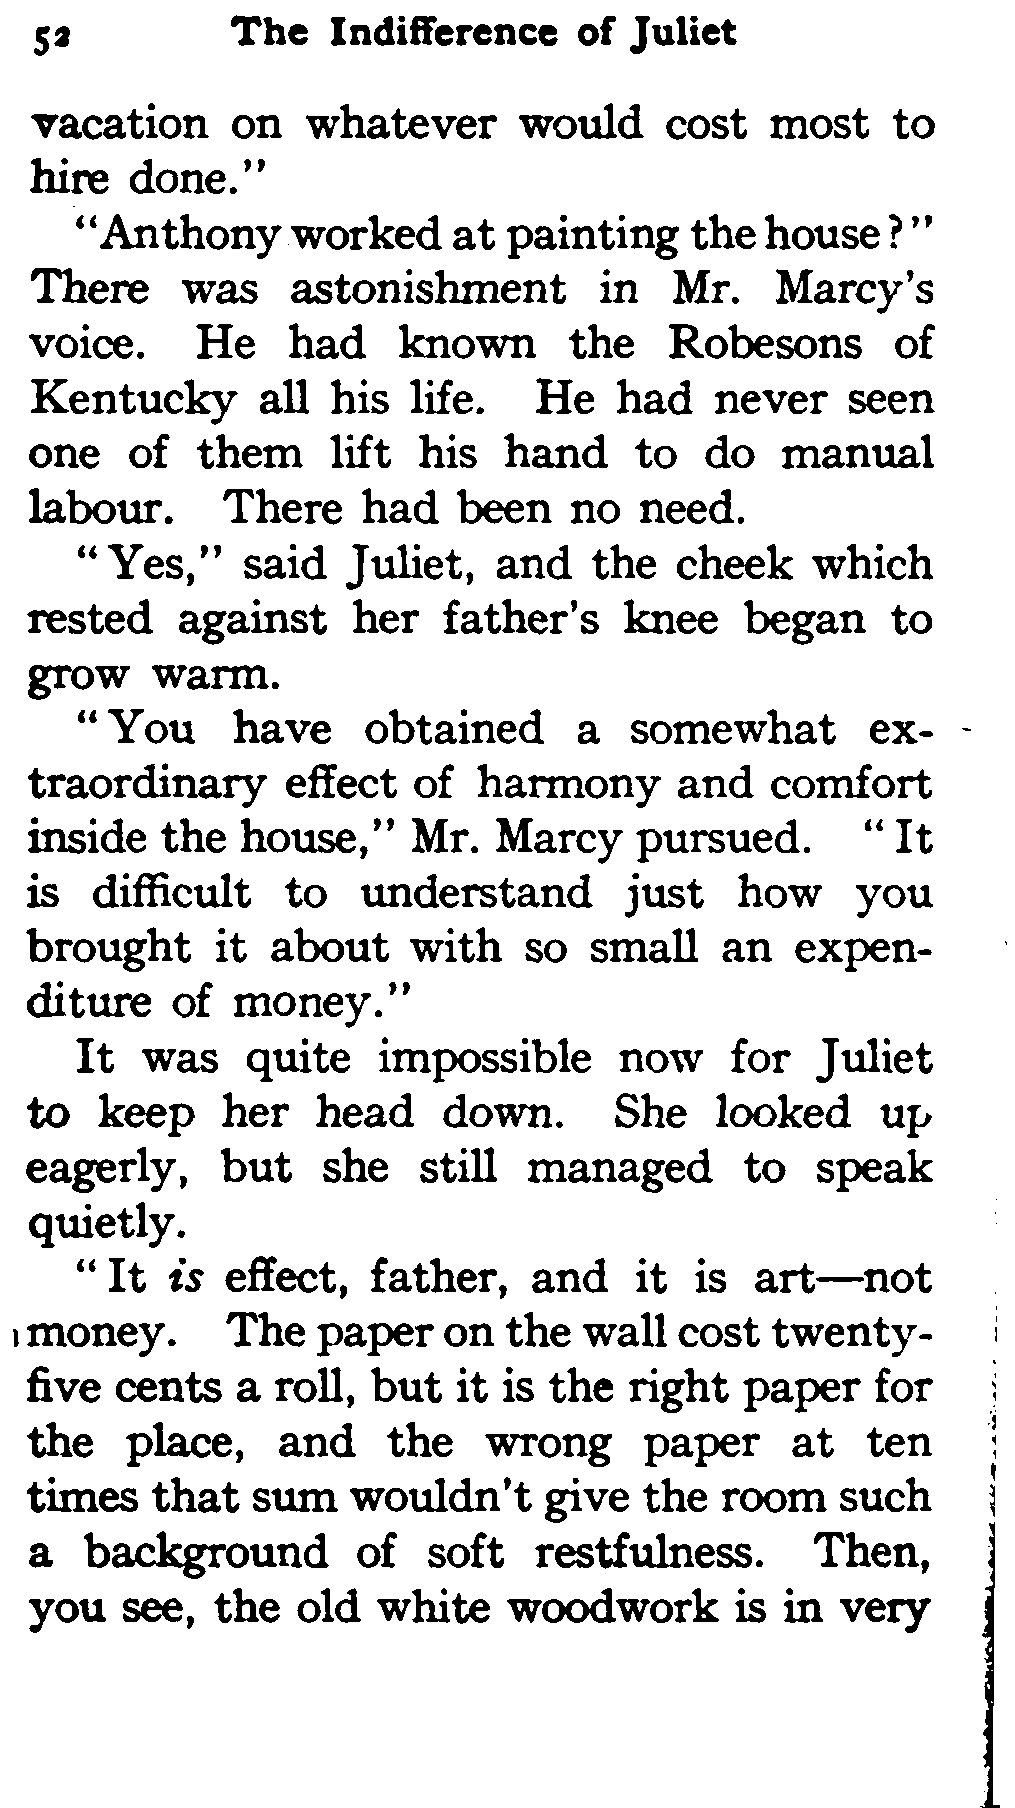 52 The Indifference of Juliet
vacation on whatever would cost most to
hire done."
"Anthony worked at painting the house?"
There was astonishment in Mr. Marcy's
voice. He had known the Robesons of
Kentucky all his life. He had never seen
one of them lift his hand to do manual
labour. There had been no need.
"Yes," said Juliet, and the cheek which
rested against her father's knee began to
grow warm.
"You have obtained a somewhat ex-
traordinary effect of harmony and comfort
inside the house," Mr. Marcy pursued. "It
is difficult to understand just how you
brought it about with so small an expen-
diture of money."
It was quite impossible now for Juliet
to keep her head down. She looked up
eagerly, but she still managed to speak
quietly.
"It is effect, father, and it is art—not
money. The paper on the wall cost twenty-
five cents a roll, but it is the right paper for
the place, and the wrong paper at ten
times that sum wouldn't give the room such
a background of soft restfulness. Then,
you see, the old white woodwork is in very